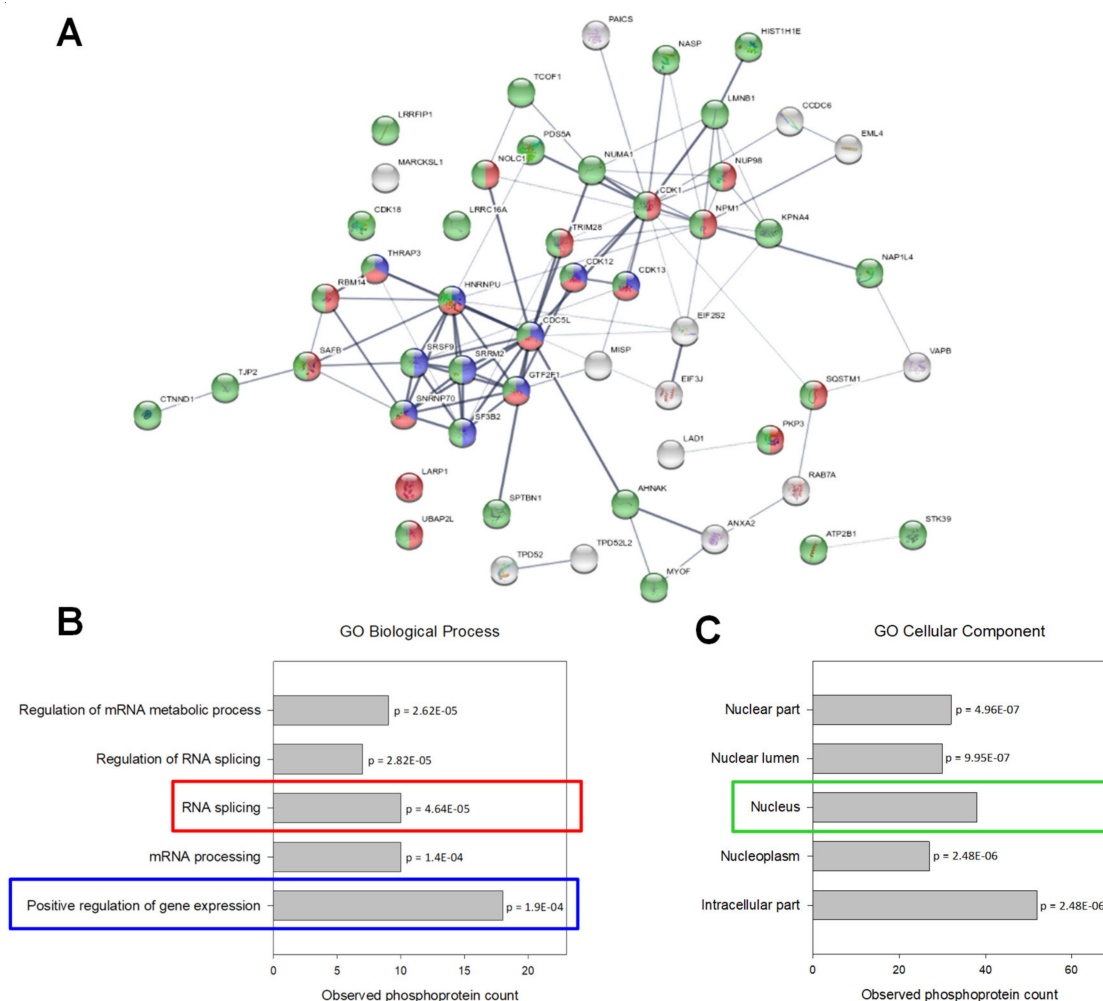 A
PAICS
HIST1H1E
NASP
TCOF1
LMNB1
CCDC6
LRRFIP1
PDS5A
EML4
NOLC1
NUMA1
NUP98
MARCKSL1
CDK1
NPM1
CDK18
LRRC16A
TRIM28
KPNA4
THRAP3
CDK12
CDK13
NAP1L4
RBM14
HNRNPU
CDC5L
EIF2S2
SRSF9
SRRM2
MISP
VAPB
SAFB
TJP2
GTF2F1
EIF3J
SQSTM1
CTNND1
SNRNP70
SF3B2
LAD1
PKP3
LARP1
RAB7A
SPTBN1
AHNAK
UBAP2L
ANXA2
STK39
ATP2B1
TPD52
TPD52L2
MYOF
B
GO Biological Process
Regulation of mRNA metabolic process
p = 2.62E-05
Regulation of RNA splicing
p = 2.82E-05
RNA splicing
p = 4.64E-05
mRNA processing
p = 1.4E-04
Positive regulation of gene expression
p = 1.9E-04
0 5 10 15 20
Observed phosphoprotein count
C
GO Cellular Component
Nuclear part
p = 4.96E-07
Nuclear lumen
p = 9.95E-07
Nucleus
Nucleoplasm
p = 2.48E-06
Intracellular part
p = 2.48E-06
0 20 40 60
Observed phosphoprotein count